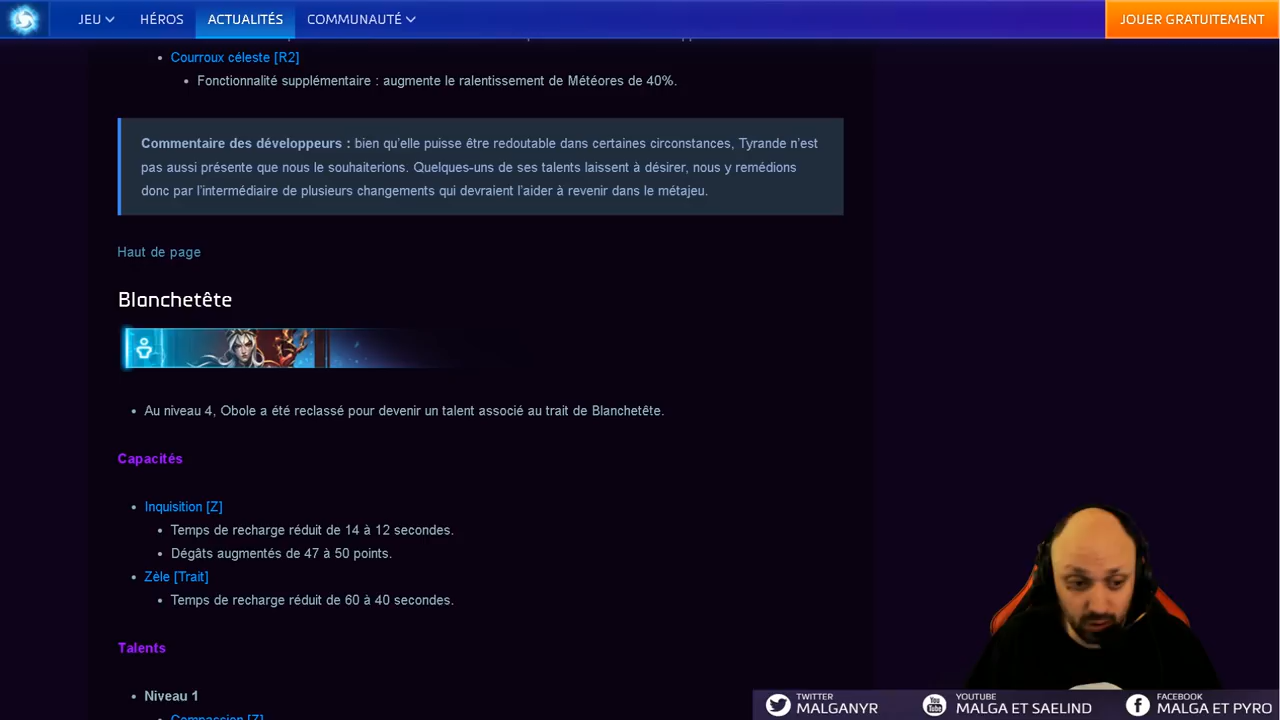 JEU HÉROS ACTUALITÉS COMMUNAUTÉ JOUER GRATUITEMENT
Courroux céleste [R2]
Fonctionnalité supplémentaire : augmente le ralentissement de Météores de 40%.
Commentaire des développeurs : bien qu’elle puisse être redoutable dans certaines circonstances, Tyrande n’est
pas aussi présente que nous le souhaiterions. Quelques-uns de ses talents laissent à désirer, nous y remédions
donc par l’intermédiaire de plusieurs changements qui devraient l’aider à revenir dans le métajeu.
Haut de page
Blanchetête
Au niveau 4, Obole a été reclassé pour devenir un talent associé au trait de Blanchetête.
Capacités
Inquisition [Z]
Temps de recharge réduit de 14 à 12 secondes.
Dégâts augmentés de 47 à 50 points.
Zèle [Trait]
Temps de recharge réduit de 60 à 40 secondes.
Talents
Niveau 1
Compassion [Z]
TWITTER
MALGANYR
YOUTUBE
MALGA ET SAELIND
FACEBOOK
MALGA ET PYRO